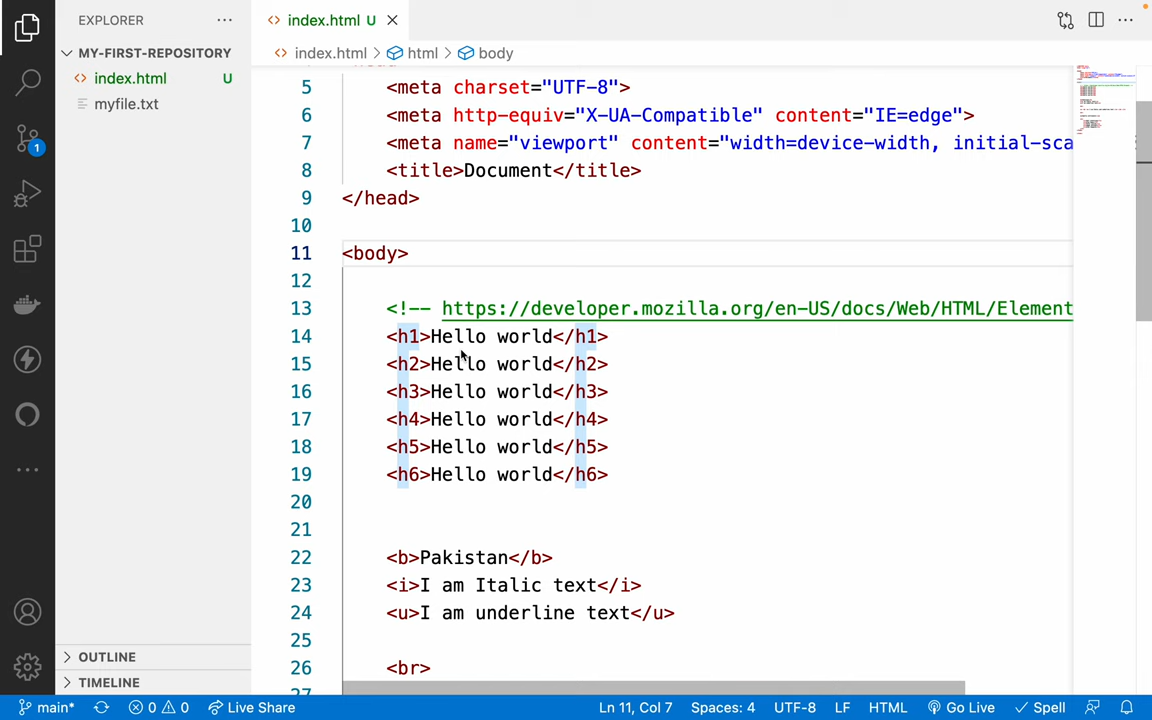 EXPLORER
MY-FIRST-REPOSITORY
index.html U
myfile.txt
1
OUTLINE
TIMELINE
index.html U
index.html > html > body
5 <meta charset="UTF-8">
6 <meta http-equiv="X-UA-Compatible" content="IE=edge">
7 <meta name="viewport" content="width=device-width, initial-sca
8 <title>Document</title>
9 </head>
10
11 <body>
12
13 <!-- https://developer.mozilla.org/en-US/docs/Web/HTML/Element
14 <h1>Hello world</h1>
15 <h2>Hello world</h2>
16 <h3>Hello world</h3>
17 <h4>Hello world</h4>
18 <h5>Hello world</h5>
19 <h6>Hello world</h6>
20
21
22 <b>Pakistan</b>
23 <i>I am Italic text</i>
24 <u>I am underline text</u>
25
26 <br>
27
main* 0 0 Live Share Ln 11, Col 7 Spaces: 4 UTF-8 LF HTML Go Live Spell